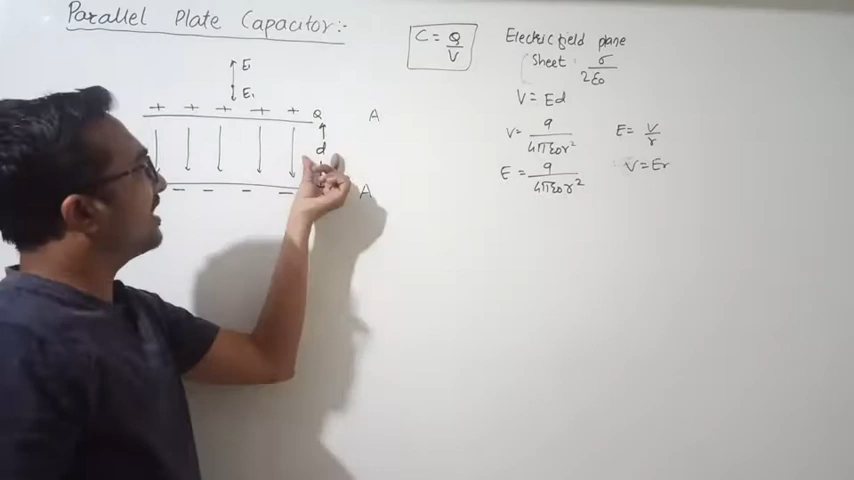 Parallel Plate Capacitor:-
C = Q/V
Electric field plane
Sheet : σ/2ε₀
V = Ed
V = q/4πε₀r²
E = V/r
E = q/4πε₀r²
V = Er
E
E₁
+ + + + + Q
A
d
- - - -
A